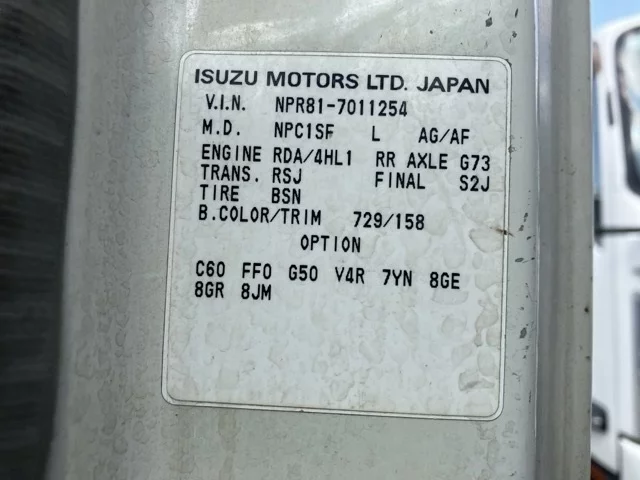 ISUZU MOTORS LTD. JAPAN
V.I.N. NPR81-7011254
M.D. NPC1SF L AG/AF
ENGINE RDA/4HL1 RR AXLE G73
TRANS. RSJ FINAL S2J
TIRE BSN
B.COLOR/TRIM 729/158
OPTION
C60 FF0 G50 V4R 7YN 8GE
8GR 8JM